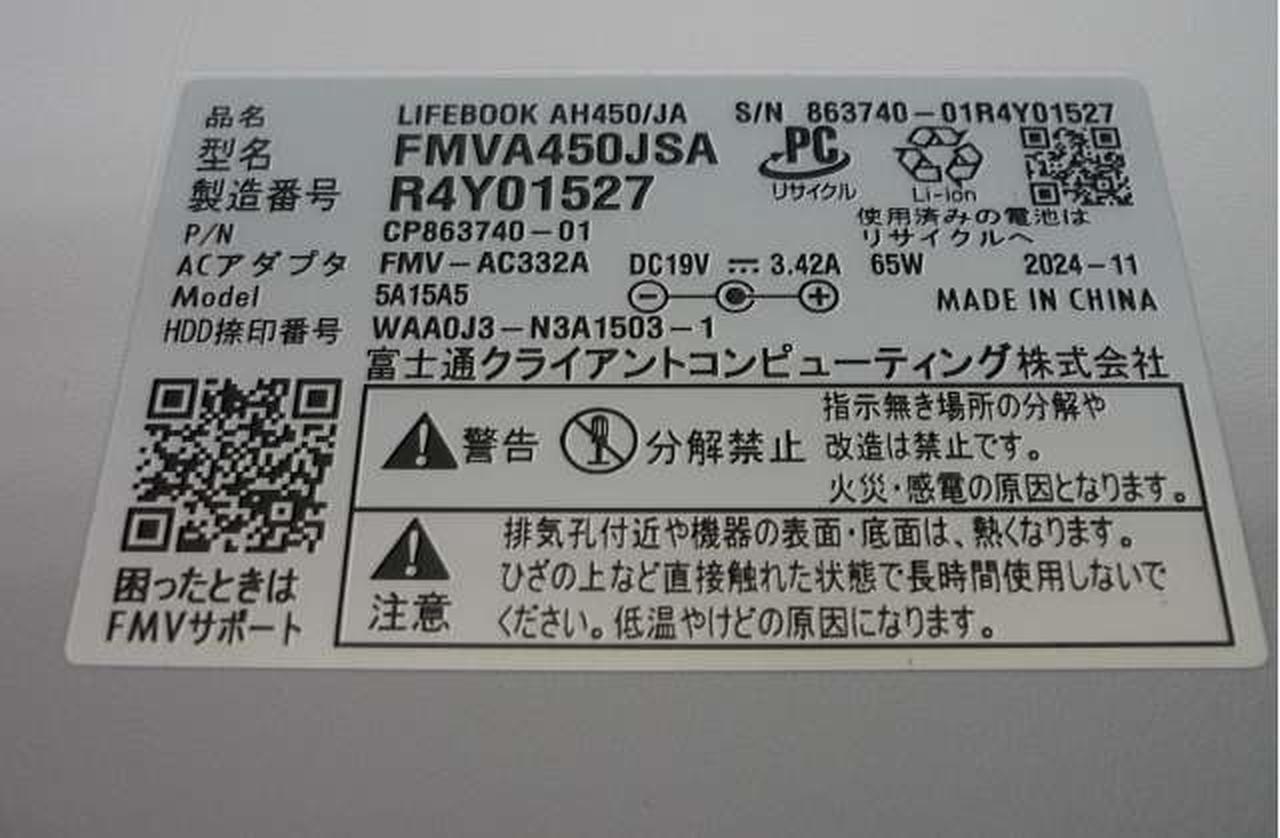 品名 LIFEBOOK AH450/JA S/N 863740-01R4Y01527
型名 FMVA450JSA
PC
リサイクル
Li-ion
製造番号 R4Y01527
使用済みの電池は
リサイクルへ
P/N CP863740-01
ACアダプタ FMV-AC332A DC19V 3.42A 65W 2024-11
Model 5A15A5 MADE IN CHINA
HDD捺印番号 WAA0J3-N3A1503-1
富士通クライアントコンピューティング株式会社
警告 分解禁止
指示無き場所の分解や
改造は禁止です。
火災・感電の原因となります。
注意
排気孔付近や機器の表面・底面は、熱くなります。
ひざの上など直接触れた状態で長時間使用しないで
ください。低温やけどの原因になります。
困ったときは
FMVサポート